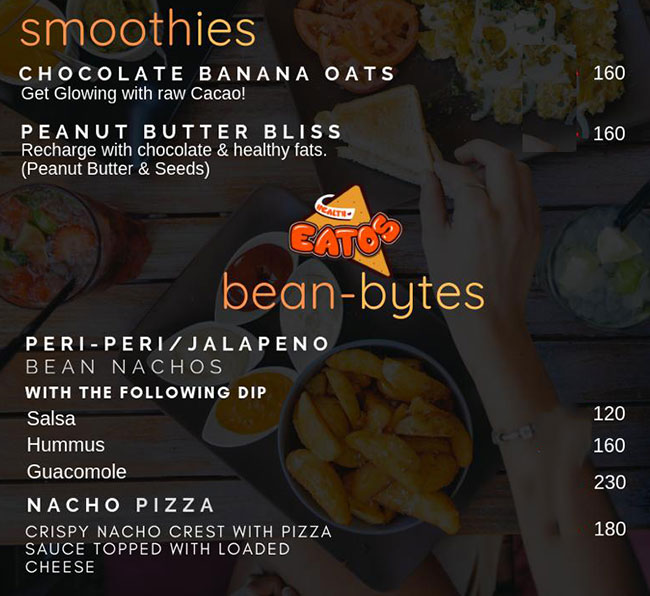 smoothies
CHOCOLATE BANANA OATS 160
Get Glowing with raw Cacao!
PEANUT BUTTER BLISS 160
Recharge with chocolate & healthy fats.
(Peanut Butter & Seeds)
HEALTH
EATOS
bean-bytes
PERI-PERI/JALAPENO
BEAN NACHOS
WITH THE FOLLOWING DIP
Salsa 120
Hummus 160
Guacomole 230
NACHO PIZZA
CRISPY NACHO CREST WITH PIZZA 180
SAUCE TOPPED WITH LOADED
CHEESE